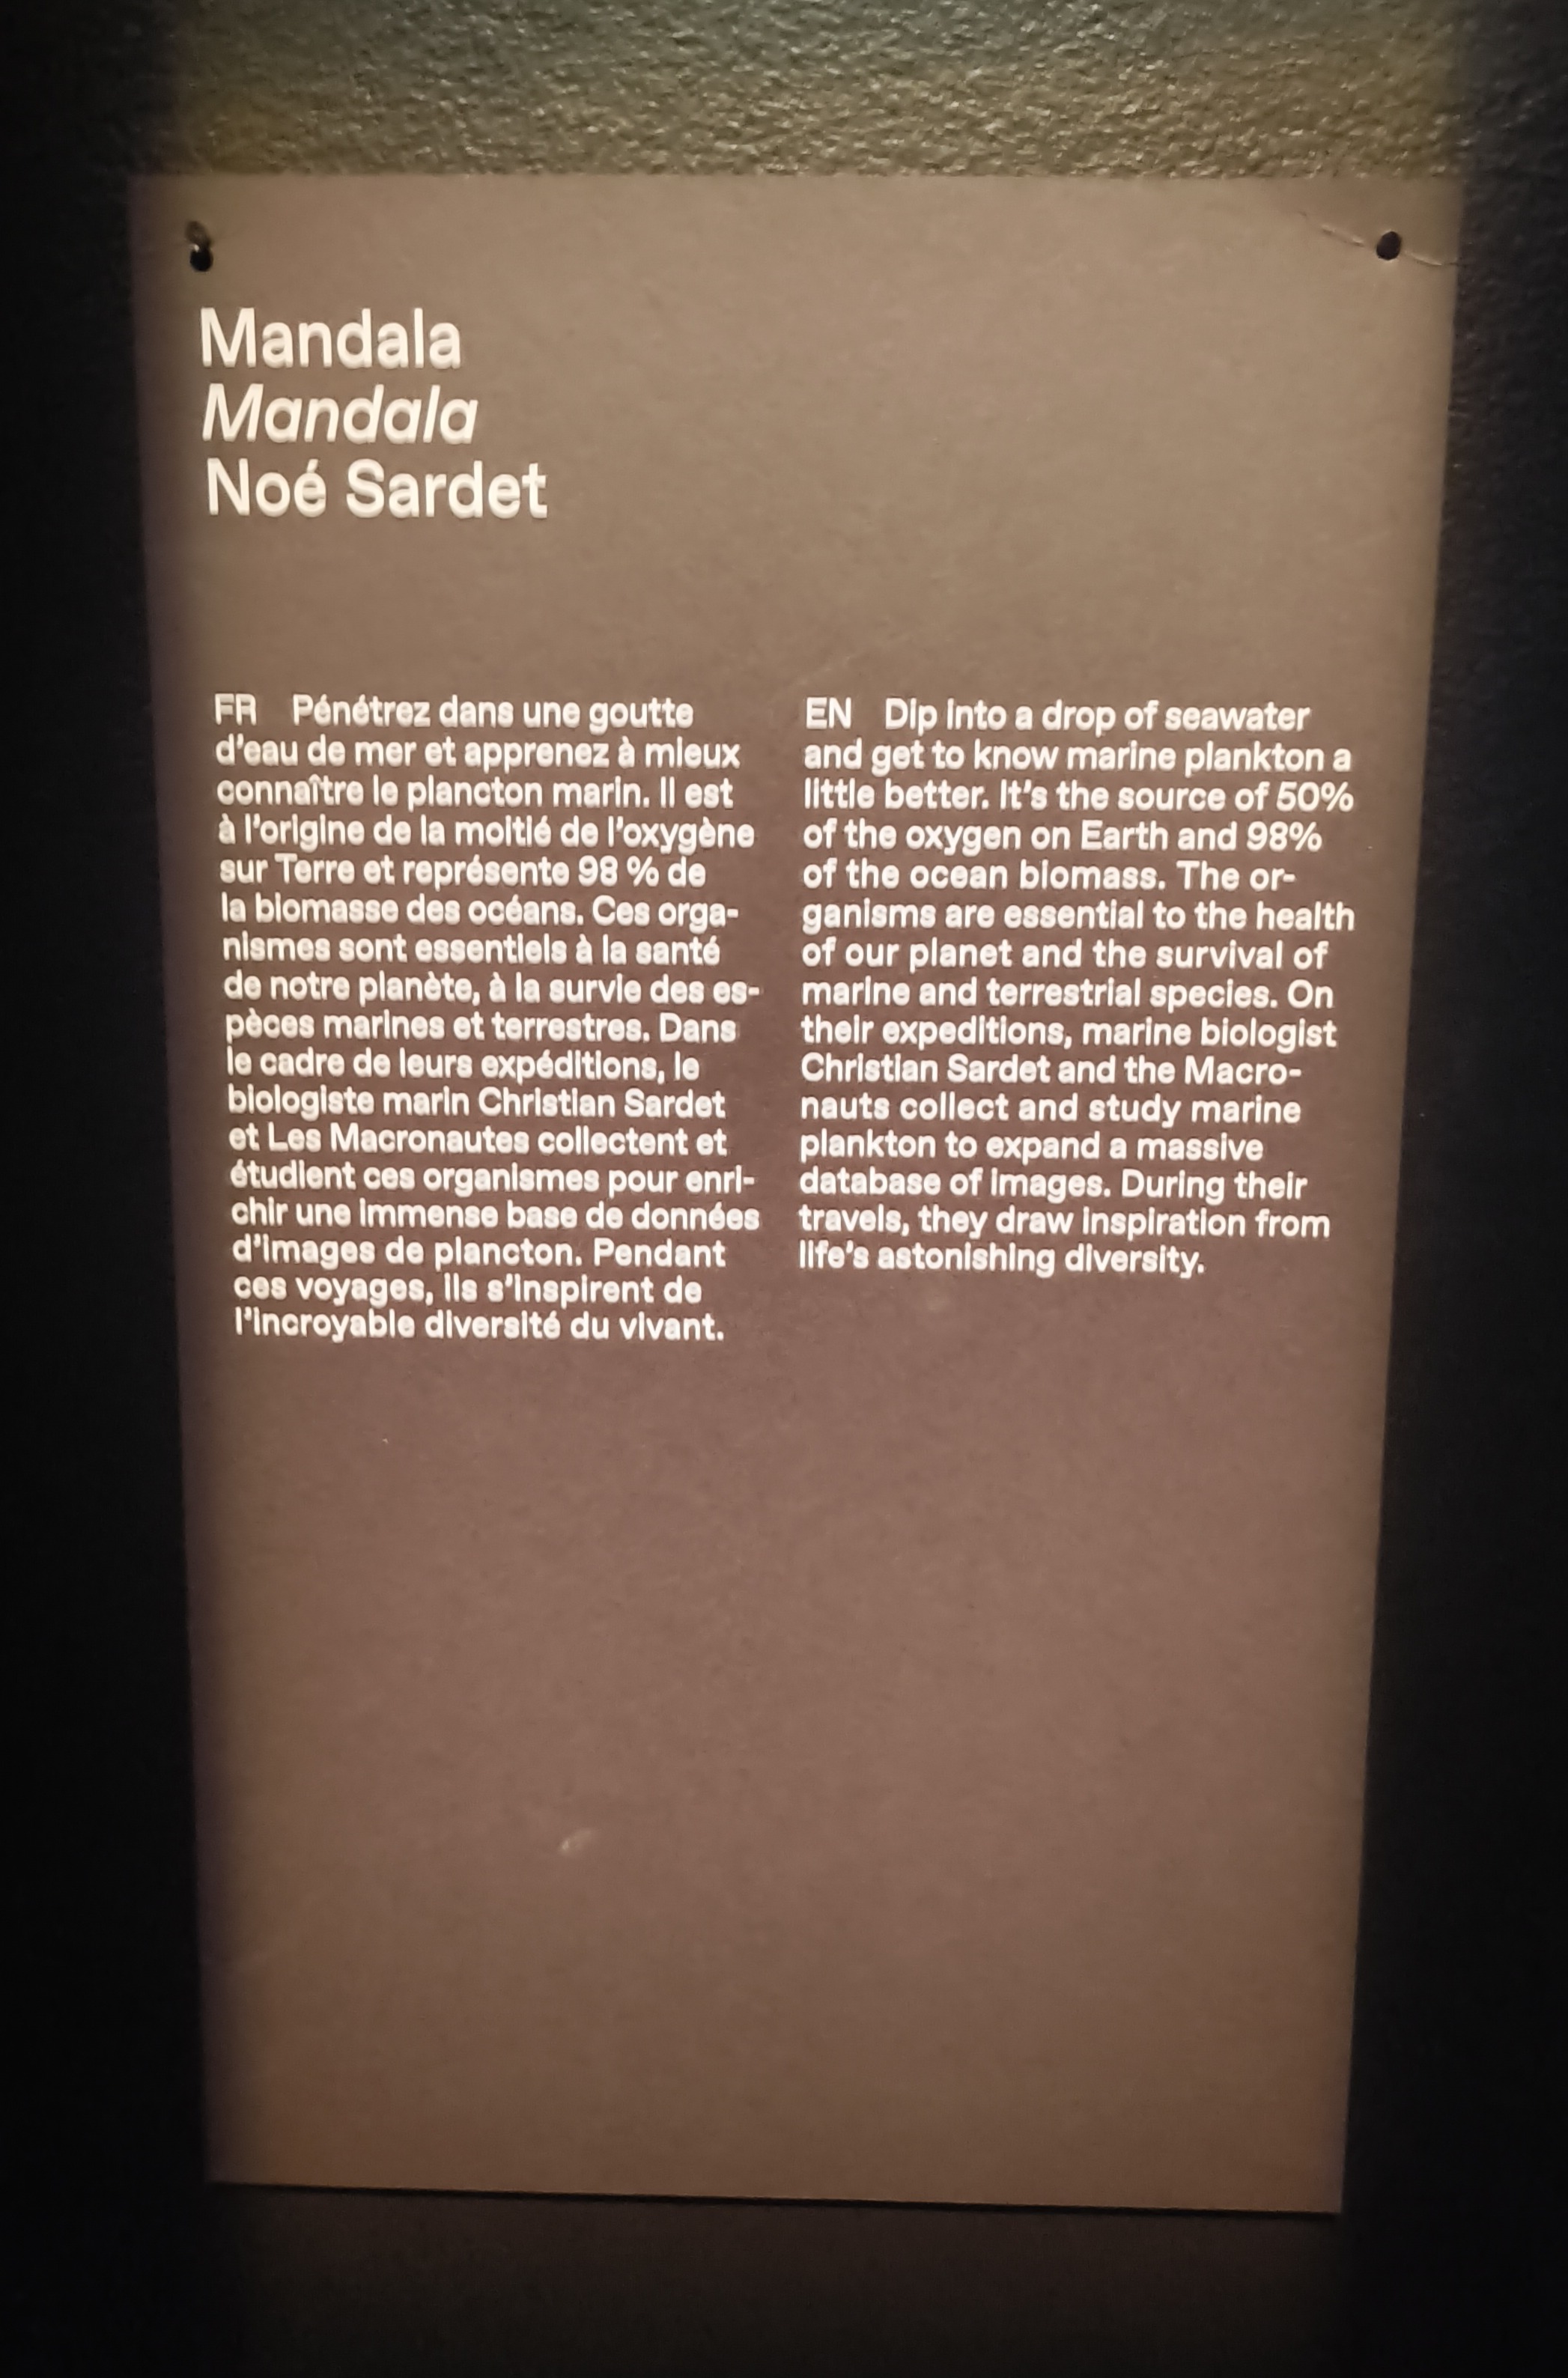 Mandala
Mandala
Noé Sardet
FR Pénétrez dans une goutte
d'eau de mer et apprenez à mieux
connaître le plancton marin. Il est
à l'origine de la moitié de l'oxygène
sur Terre et représente 98 % de
la biomasse des océans. Ces orga-
nismes sont essentiels à la santé
de notre planète, à la survie des es-
pèces marines et terrestres. Dans
le cadre de leurs expéditions, le
biologiste marin Christian Sardet
et Les Macronautes collectent et
étudient ces organismes pour enri-
chir une immense base de données
d'images de plancton. Pendant
ces voyages, ils s'inspirent de
l'incroyable diversité du vivant.
EN Dip into a drop of seawater
and get to know marine plankton a
little better. It's the source of 50%
of the oxygen on Earth and 98%
of the ocean biomass. The or-
ganisms are essential to the health
of our planet and the survival of
marine and terrestrial species. On
their expeditions, marine biologist
Christian Sardet and the Macro-
nauts collect and study marine
plankton to expand a massive
database of images. During their
travels, they draw inspiration from
life's astonishing diversity.